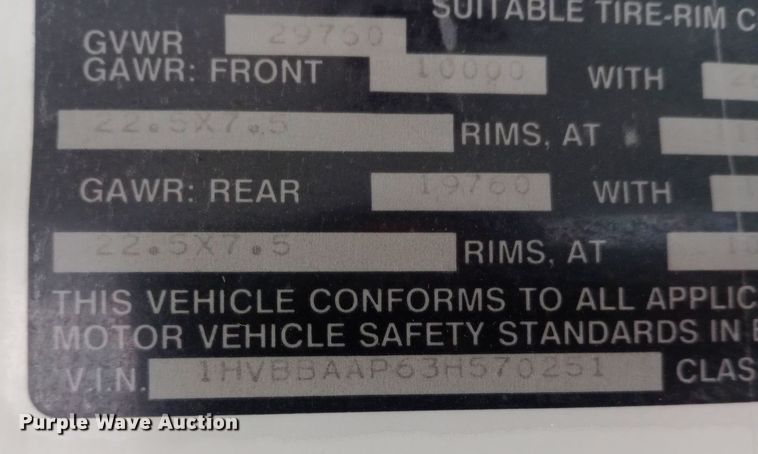 SUITABLE TIRE-RIM C
GVWR 29760
GAWR: FRONT 10000 WITH
22.5X7.5 RIMS, AT
GAWR: REAR 19760 WITH
22.5X7.5 RIMS, AT
THIS VEHICLE CONFORMS TO ALL APPLIC
MOTOR VEHICLE SAFETY STANDARDS IN
V.I.N. 1HVBBAAP63H570251 CLAS
Purple Wave Auction